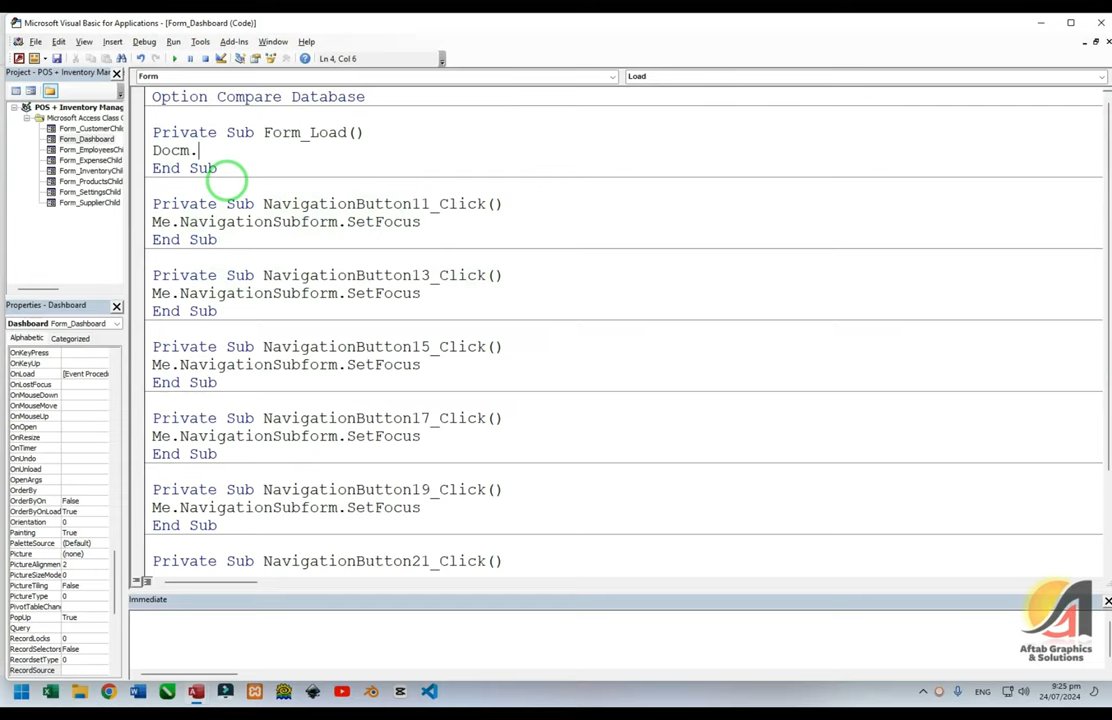 Microsoft Visual Basic for Applications - [Form_Dashboard (Code)]
File Edit View Insert Debug Run Tools Add-Ins Window Help
Ln 4, Col 6
Project - POS + Inventory Mar
Form
Load
POS + Inventory Manag
Microsoft Access Class C
Form_CustomerChil
Form_Dashboard
Form_EmployeesChi
Form_ExpenseChild
Form_InventoryChil
Form_ProductsChil
Form_SettingsChild
Form_SupplierChild
Option Compare Database
Private Sub Form_Load()
Docm.
End Sub
Private Sub NavigationButton11_Click()
Me.NavigationSubform.SetFocus
End Sub
Private Sub NavigationButton13_Click()
Me.NavigationSubform.SetFocus
End Sub
Private Sub NavigationButton15_Click()
Me.NavigationSubform.SetFocus
End Sub
Private Sub NavigationButton17_Click()
Me.NavigationSubform.SetFocus
End Sub
Private Sub NavigationButton19_Click()
Me.NavigationSubform.SetFocus
End Sub
Private Sub NavigationButton21_Click()
Properties - Dashboard
Dashboard Form_Dashboard
Alphabetic Categorized
OnKeyPress
OnKeyUp
OnLoad [Event Procedu
OnLostFocus
OnMouseDown
OnMouseMove
OnMouseUp
OnOpen
OnResize
OnTimer
OnUndo
OnUnload
OpenArgs
OrderBy
OrderByOn False
OrderByOnLoad True
Orientation 0
Painting True
PaletteSource (Default)
Picture (none)
PictureAlignmen 2
PictureSizeMode 0
PictureTiling False
PictureType 0
PivotTableChan
PopUp True
Query
RecordLocks 0
RecordSelectors False
RecordsetType 0
RecordSource
Immediate
Aftab Graphics
& Solutions
ENG
9:25 pm
24/07/2024